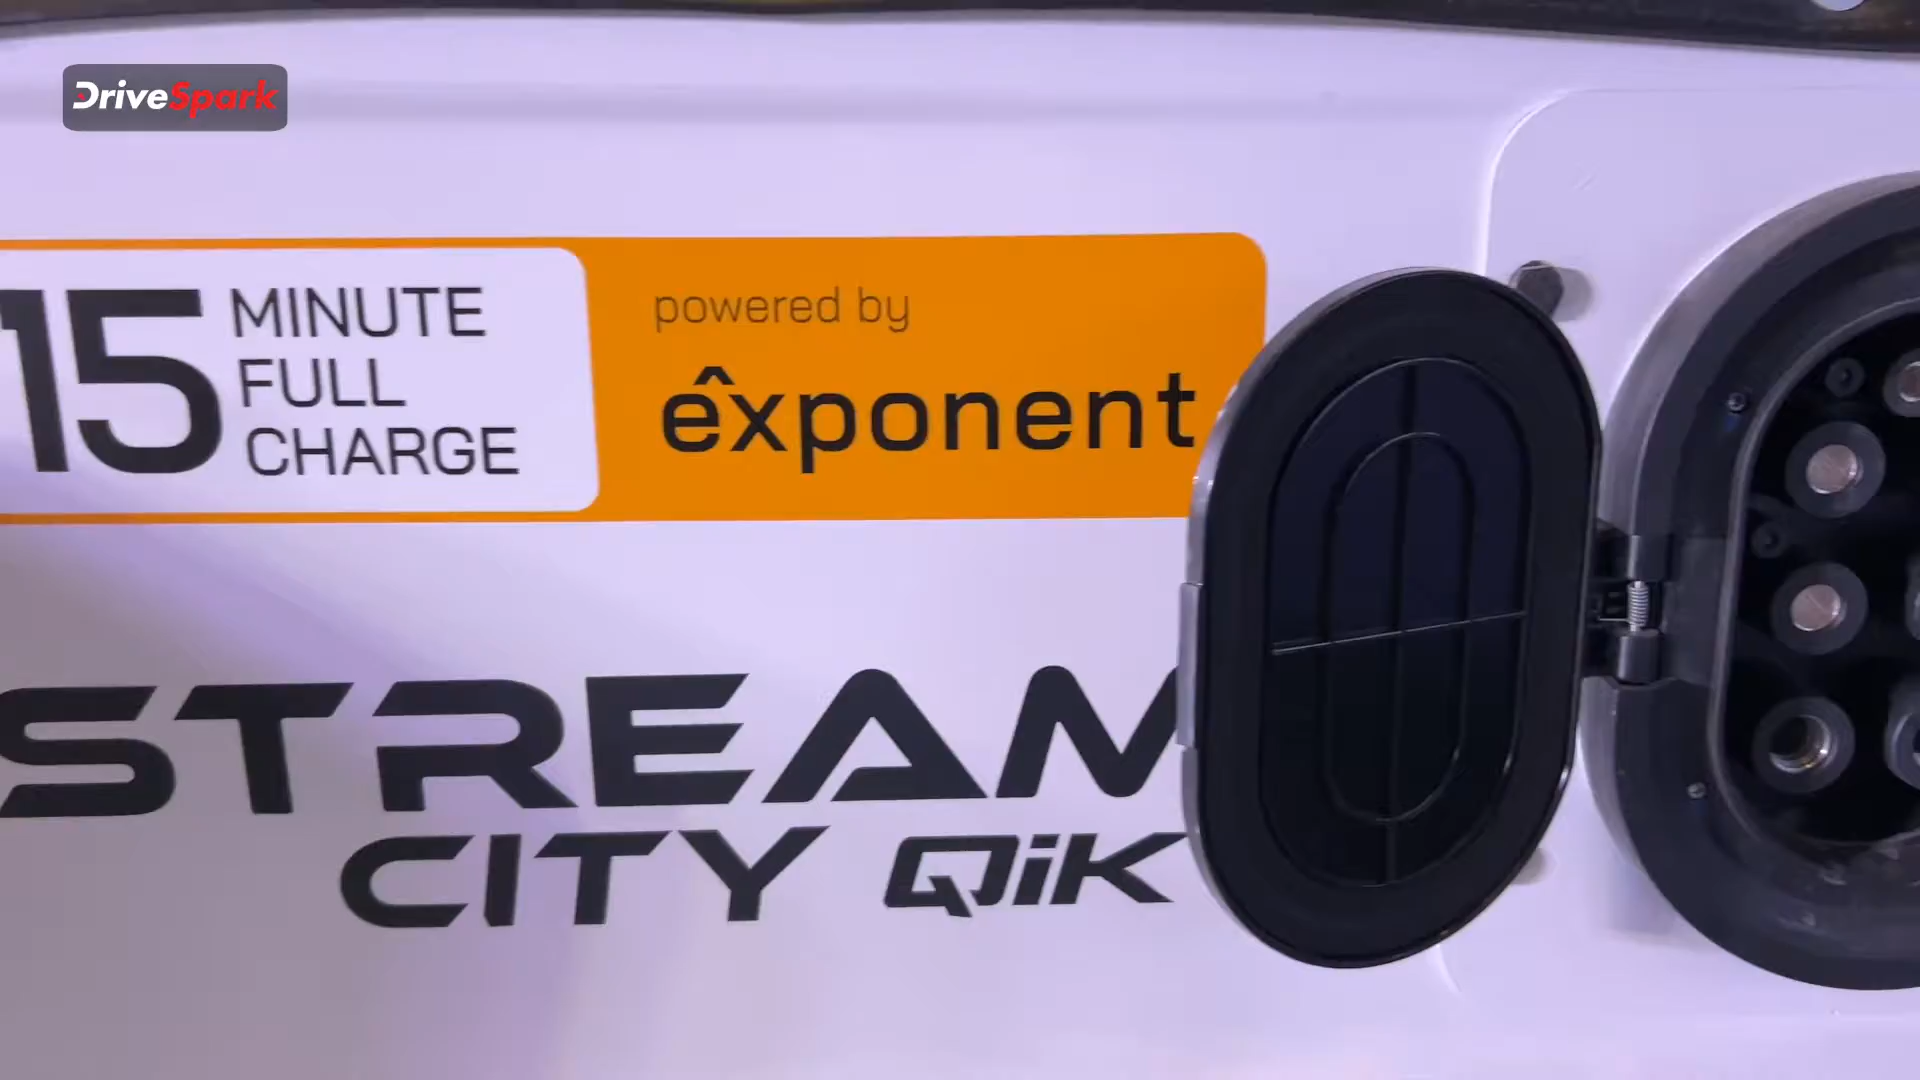 DriveSpark
15 MINUTE
FULL
CHARGE
powered by
êxponent
STREAM
CITY QiK